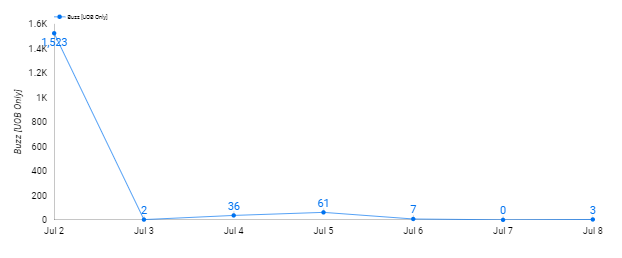 Buzz [UOB Only]
1.6K
1,523
1.4K
1.2K
1K
800
600
400
200
0
Buzz [UOB Only]
2
36
61
7
0
3
Jul 2
Jul 3
Jul 4
Jul 5
Jul 6
Jul 7
Jul 8